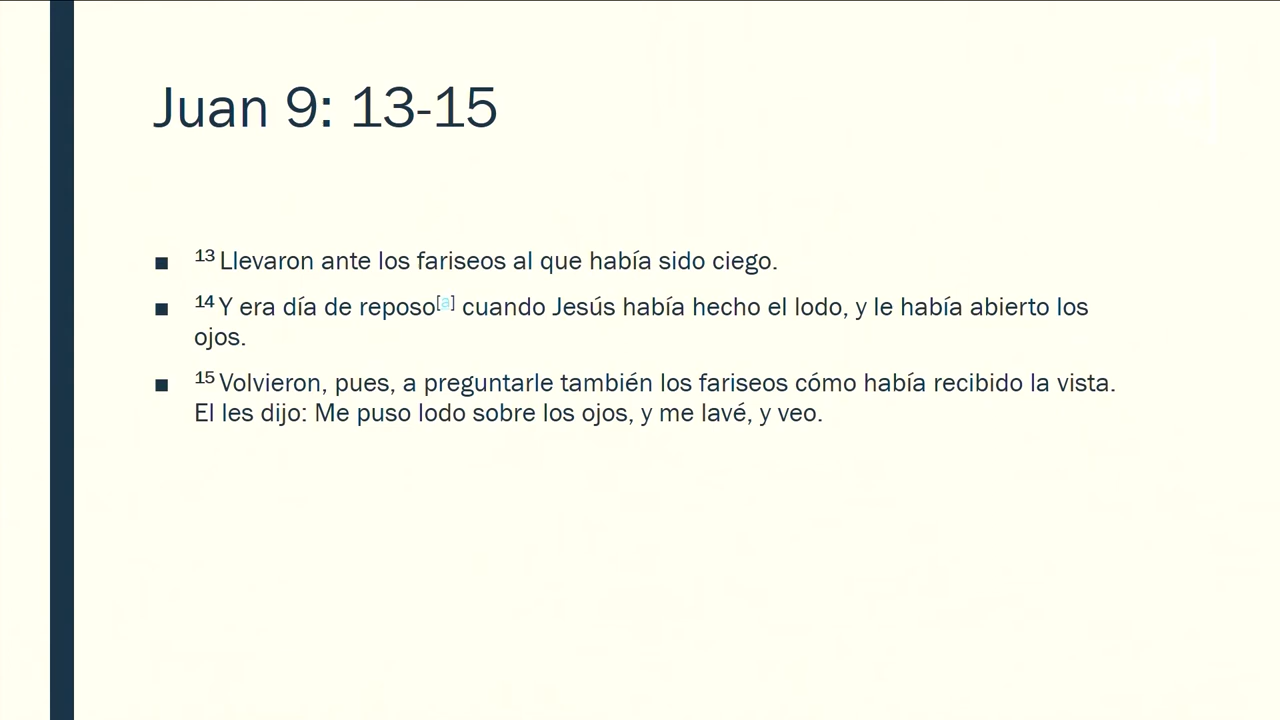 Juan 9: 13-15
■ 13 Llevaron ante los fariseos al que había sido ciego.
■ 14 Y era día de reposo[a] cuando Jesús había hecho el lodo, y le había abierto los
ojos.
■ 15 Volvieron, pues, a preguntarle también los fariseos cómo había recibido la vista.
El les dijo: Me puso lodo sobre los ojos, y me lavé, y veo.